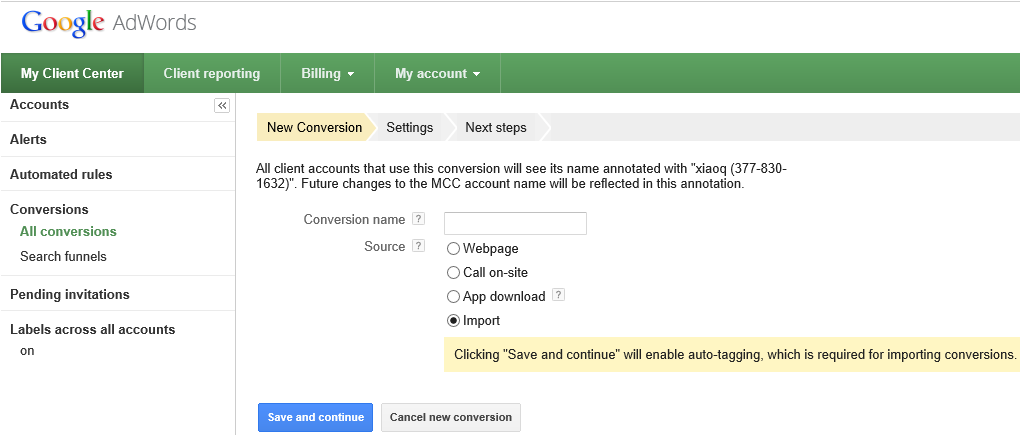 Google AdWords
My Client Center Client reporting Billing My account
Accounts
Alerts
Automated rules
Conversions
All conversions
Search funnels
Pending invitations
Labels across all accounts
on
New Conversion Settings Next steps
All client accounts that use this conversion will see its name annotated with "xiaoq (377-830-
1632)". Future changes to the MCC account name will be reflected in this annotation.
Conversion name ?
Source ?
Webpage
Call on-site
App download ?
Import
Clicking "Save and continue" will enable auto-tagging, which is required for importing conversions.
Save and continue Cancel new conversion